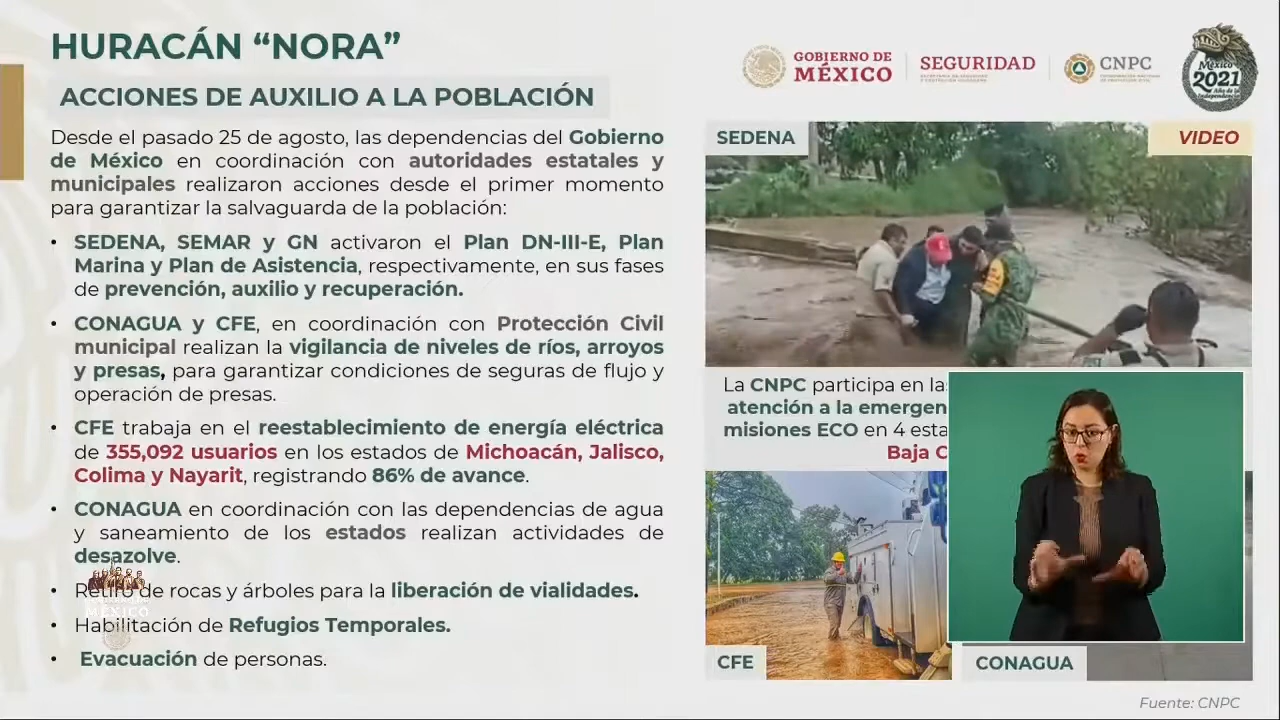 HURACÁN “NORA”
ACCIONES DE AUXILIO A LA POBLACIÓN
GOBIERNO DE
MÉXICO
SEGURIDAD
CNPC
México
2021
Año de la
Independencia
Desde el pasado 25 de agosto, las dependencias del Gobierno
de México en coordinación con autoridades estatales y
municipales realizaron acciones desde el primer momento
para garantizar la salvaguarda de la población:
• SEDENA, SEMAR y GN activaron el Plan DN-III-E, Plan
Marina y Plan de Asistencia, respectivamente, en sus fases
de prevención, auxilio y recuperación.
• CONAGUA y CFE, en coordinación con Protección Civil
municipal realizan la vigilancia de niveles de ríos, arroyos
y presas, para garantizar condiciones de seguras de flujo y
operación de presas.
• CFE trabaja en el reestablecimiento de energía eléctrica
de 355,092 usuarios en los estados de Michoacán, Jalisco,
Colima y Nayarit, registrando 86% de avance.
• CONAGUA en coordinación con las dependencias de agua
y saneamiento de los estados realizan actividades de
desazolve.
• Retiro de rocas y árboles para la liberación de vialidades.
• Habilitación de Refugios Temporales.
• Evacuación de personas.
MÉXICO
SEDENA
VIDEO
La CNPC participa en la
atención a la emergen
misiones ECO en 4 esta
Baja C
CFE
CONAGUA
Fuente: CNPC